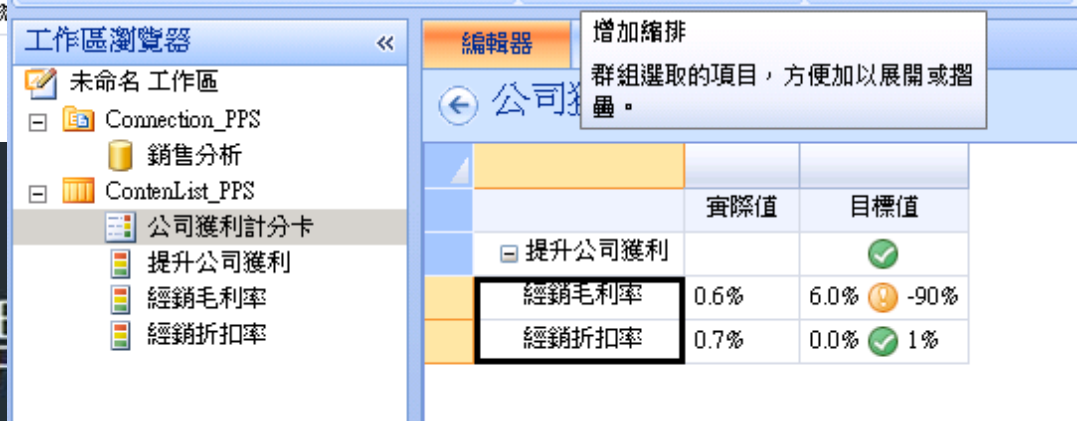 工作區瀏覽器 «
未命名 工作區
Connection_PPS
銷售分析
ContenList_PPS
公司獲利計分卡
提升公司獲利
經銷毛利率
經銷折扣率
編輯器
增加縮排
群組選取的項目，方便加以展開或摺
疊。
公司
實際值 目標值
提升公司獲利
經銷毛利率 0.6% 6.0% -90%
經銷折扣率 0.7% 0.0% 1%